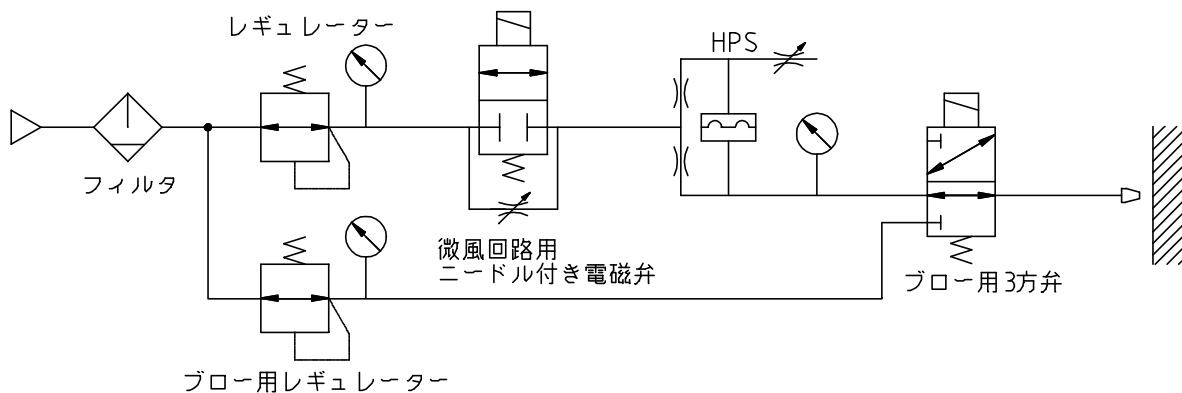 レギュレーター
HPS
フィルタ
微風回路用
ニードル付き電磁弁
ブロー用3方弁
ブロー用レギュレーター